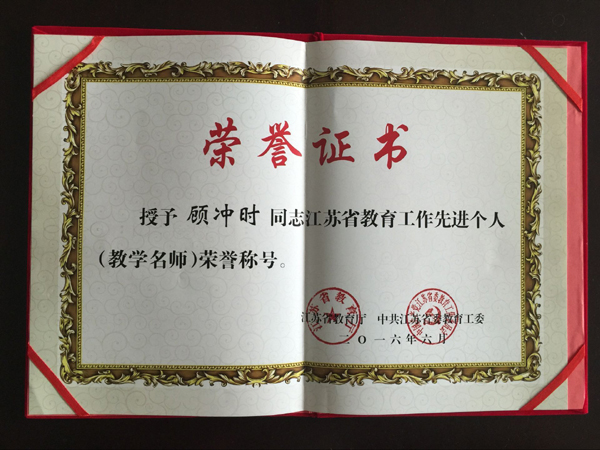 荣誉证书
授予 顾冲时 同志江苏省教育工作先进个人
(教学名师)荣誉称号。
江苏省教育厅 中共江苏省委教育工委
二〇一六年六月